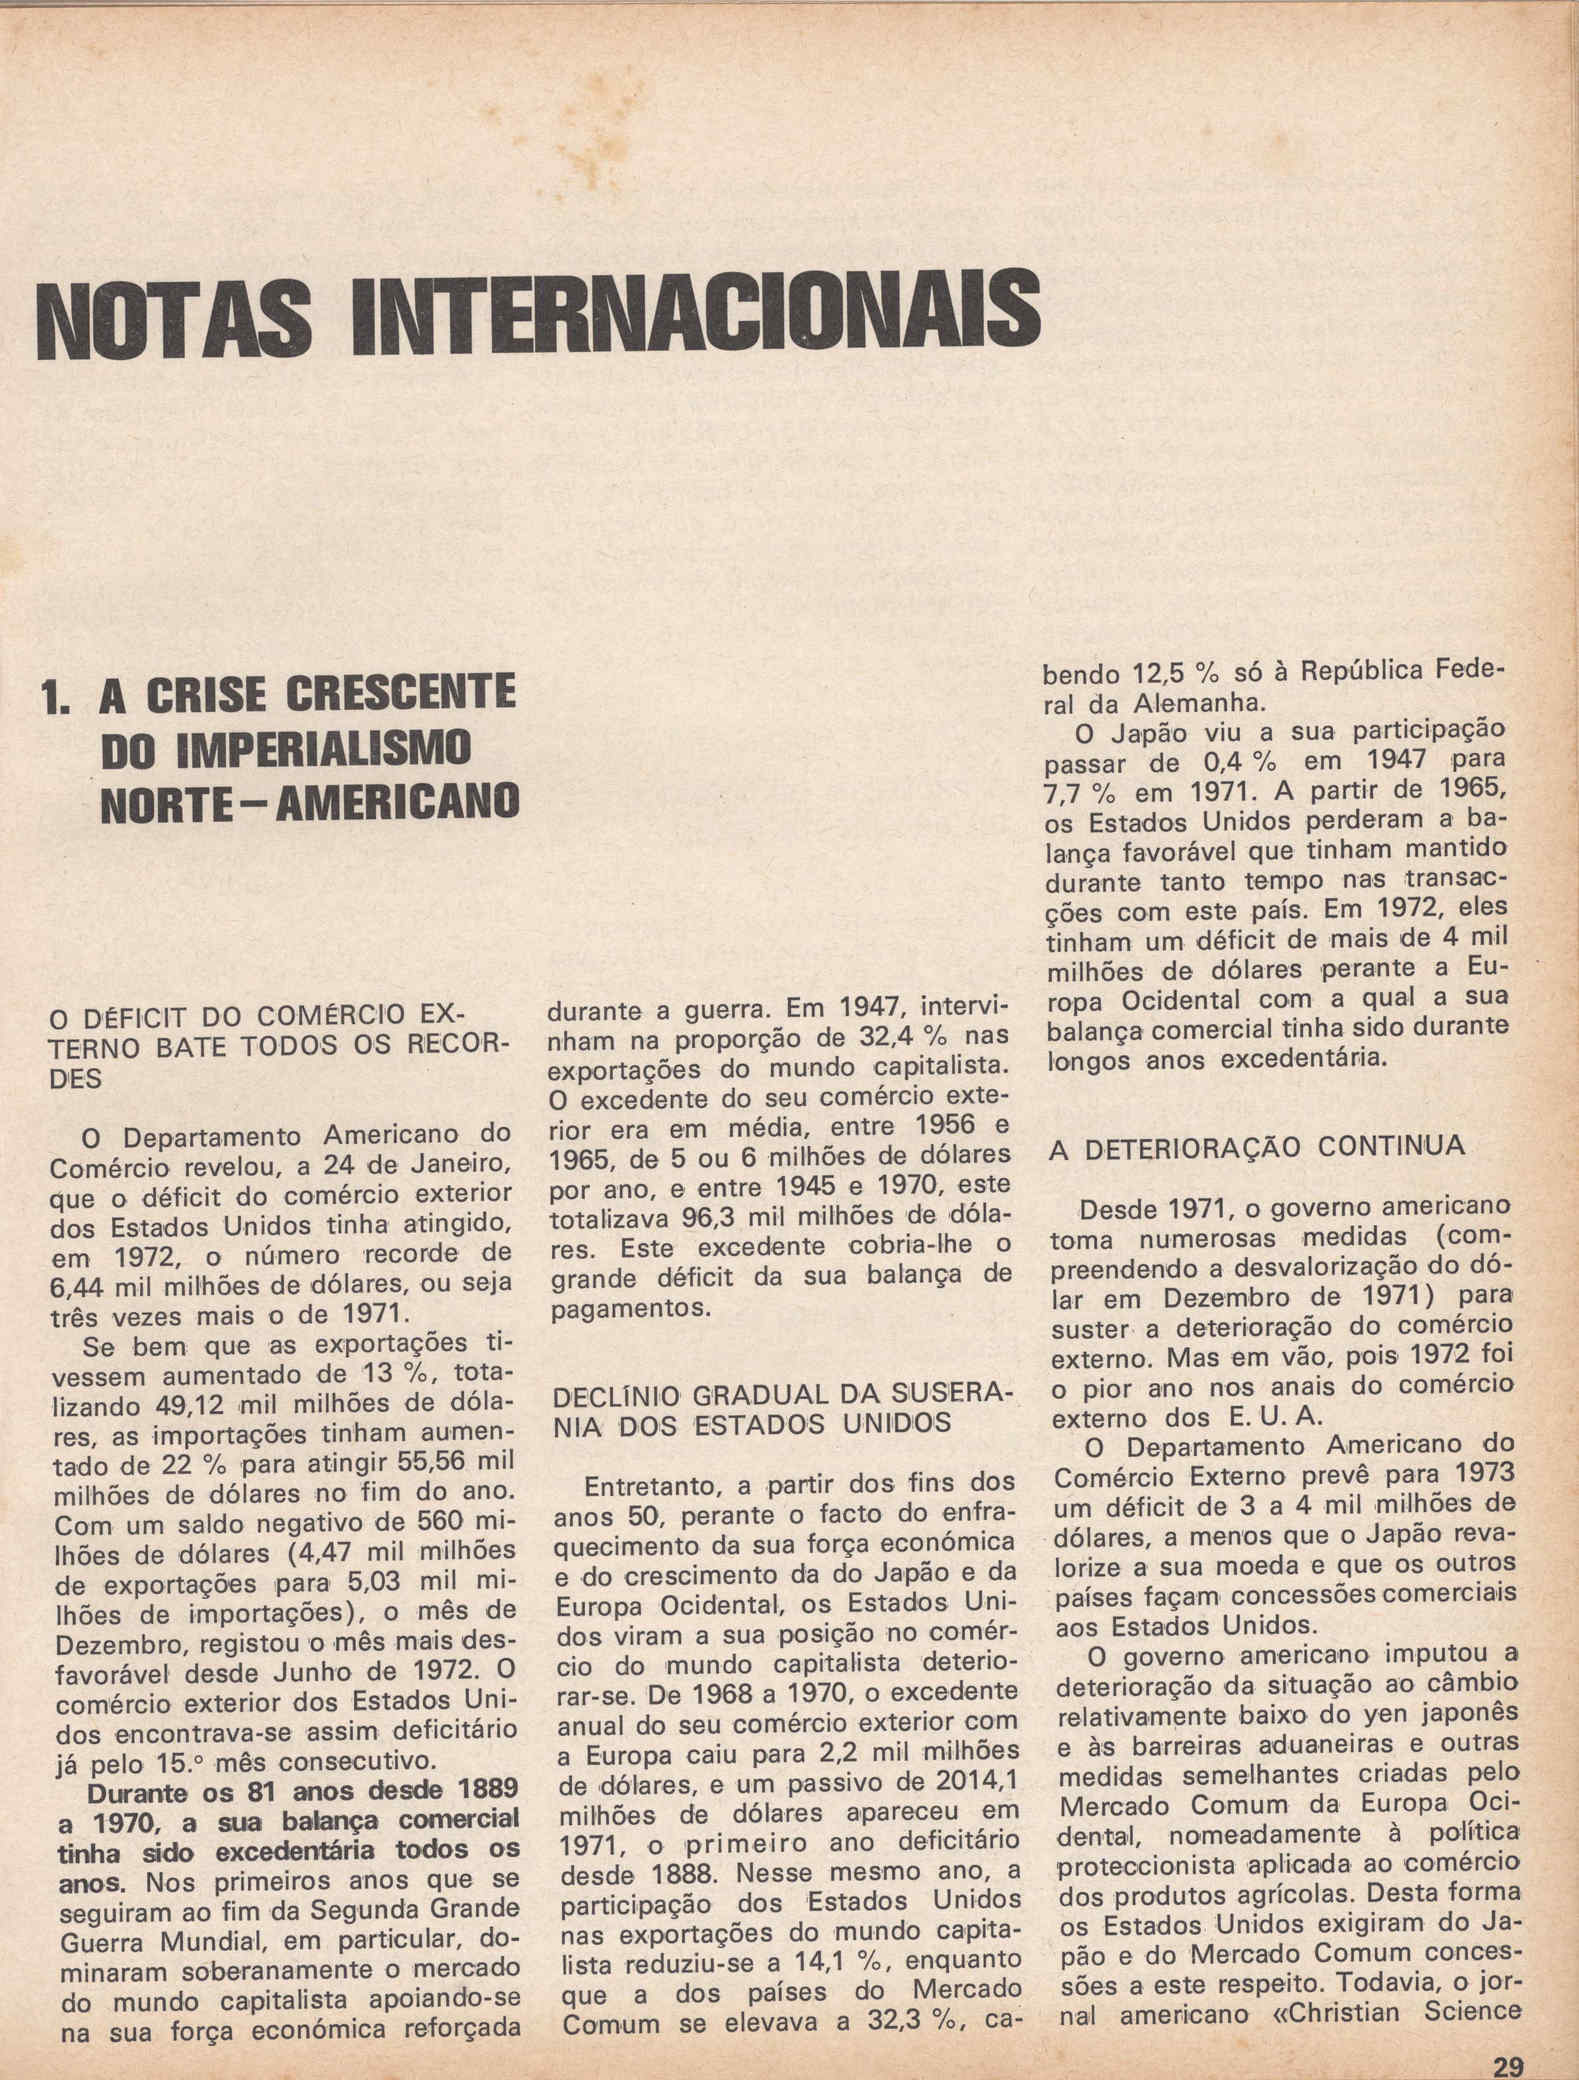 NOTAS INTERNACIONAIS
1. A CRISE CRESCENTE
DO IMPERIALISMO
NORTE-AMERICANO
O DÉFICIT DO COMÉRCIO EX-
TERNO BATE TODOS OS RECOR-
DES
O Departamento Americano do
Comércio revelou, a 24 de Janeiro,
que o déficit do comércio exterior
dos Estados Unidos tinha atingido,
em 1972, o número recorde de
6,44 mil milhões de dólares, ou seja
três vezes mais o de 1971.
Se bem que as exportações ti-
vessem aumentado de 13 %, tota-
lizando 49,12 mil milhões de dóla-
res, as importações tinham aumen-
tado de 22 % para atingir 55,56 mil
milhões de dólares no fim do ano.
Com um saldo negativo de 560 mi-
lhões de dólares (4,47 mil milhões
de exportações para 5,03 mil mi-
lhões de importações), o mês de
Dezembro, registou o mês mais des-
favorável desde Junho de 1972. O
comércio exterior dos Estados Uni-
dos encontrava-se assim deficitário
já pelo 15.º mês consecutivo.
Durante os 81 anos desde 1889
a 1970, a sua balança comercial
tinha sido excedentária todos os
anos. Nos primeiros anos que se
seguiram ao fim da Segunda Grande
Guerra Mundial, em particular, do-
minaram soberanamente o mercado
do mundo capitalista apoiando-se
na sua força económica reforçada
durante a guerra. Em 1947, intervi-
nham na proporção de 32,4 % nas
exportações do mundo capitalista.
O excedente do seu comércio exte-
rior era em média, entre 1956 e
1965, de 5 ou 6 milhões de dólares
por ano, e entre 1945 e 1970, este
totalizava 96,3 mil milhões de dóla-
res. Este excedente cobria-lhe o
grande déficit da sua balança de
pagamentos.
DECLÍNIO GRADUAL DA SUSERA-
NIA DOS ESTADOS UNIDOS
Entretanto, a partir dos fins dos
anos 50, perante o facto do enfra-
quecimento da sua força económica
e do crescimento da do Japão e da
Europa Ocidental, os Estados Uni-
dos viram a sua posição no comér-
cio do mundo capitalista deterio-
rar-se. De 1968 a 1970, o excedente
anual do seu comércio exterior com
a Europa caiu para 2,2 mil milhões
de dólares, e um passivo de 2014,1
milhões de dólares apareceu em
1971, o primeiro ano deficitário
desde 1888. Nesse mesmo ano, a
participação dos Estados Unidos
nas exportações do mundo capita-
lista reduziu-se a 14,1 %, enquanto
que a dos países do Mercado
Comum se elevava a 32,3 %, ca-
bendo 12,5 % só à República Fede-
ral da Alemanha.
O Japão viu a sua participação
passar de 0,4 % em 1947 para
7,7 % em 1971. A partir de 1965,
os Estados Unidos perderam a ba-
lança favorável que tinham mantido
durante tanto tempo nas transac-
ções com este país. Em 1972, eles
tinham um déficit de mais de 4 mil
milhões de dólares perante a Eu-
ropa Ocidental com a qual a sua
balança comercial tinha sido durante
longos anos excedentária.
A DETERIORAÇÃO CONTINUA
Desde 1971, o governo americano
toma numerosas medidas (com-
preendendo a desvalorização do dó-
lar em Dezembro de 1971) para
suster a deterioração do comércio
externo. Mas em vão, pois 1972 foi
o pior ano nos anais do comércio
externo dos E. U. A.
O Departamento Americano do
Comércio Externo prevê para 1973
um déficit de 3 a 4 mil milhões de
dólares, a menos que o Japão reva-
lorize a sua moeda e que os outros
países façam concessões comerciais
aos Estados Unidos.
O governo americano imputou a
deterioração da situação ao câmbio
relativamente baixo do yen japonês
e às barreiras aduaneiras e outras
medidas semelhantes criadas pelo
Mercado Comum da Europa Oci-
dental, nomeadamente à política
proteccionista aplicada ao comércio
dos produtos agrícolas. Desta forma
os Estados Unidos exigiram do Ja-
pão e do Mercado Comum conces-
sões a este respeito. Todavia, o jor-
nal americano «Christian Science
29